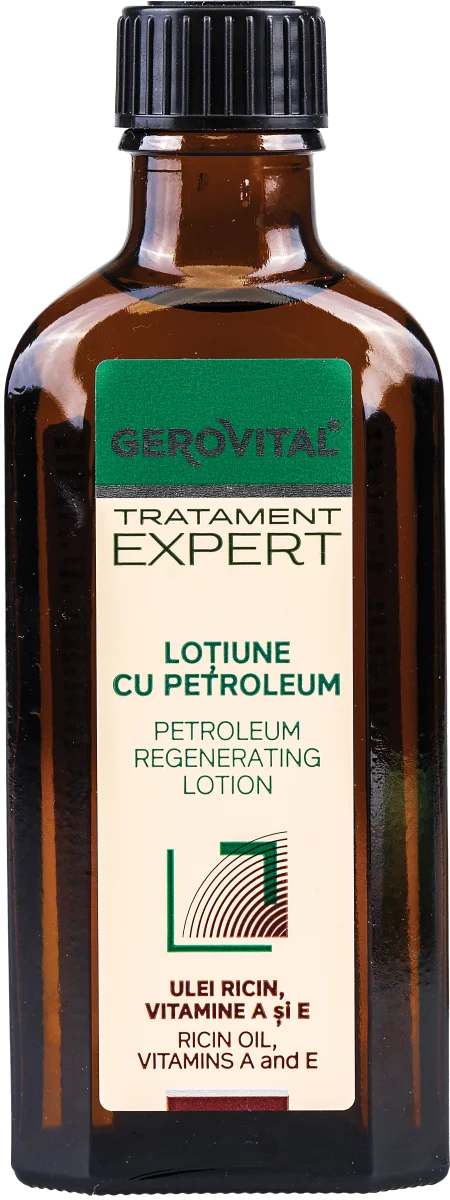 GEROVITAL®
TRATAMENT
EXPERT
LOȚIUNE
CU PETROLEUM
PETROLEUM
REGENERATING
LOTION
ULEI RICIN,
VITAMINE A și E
RICIN OIL,
VITAMINS A and E